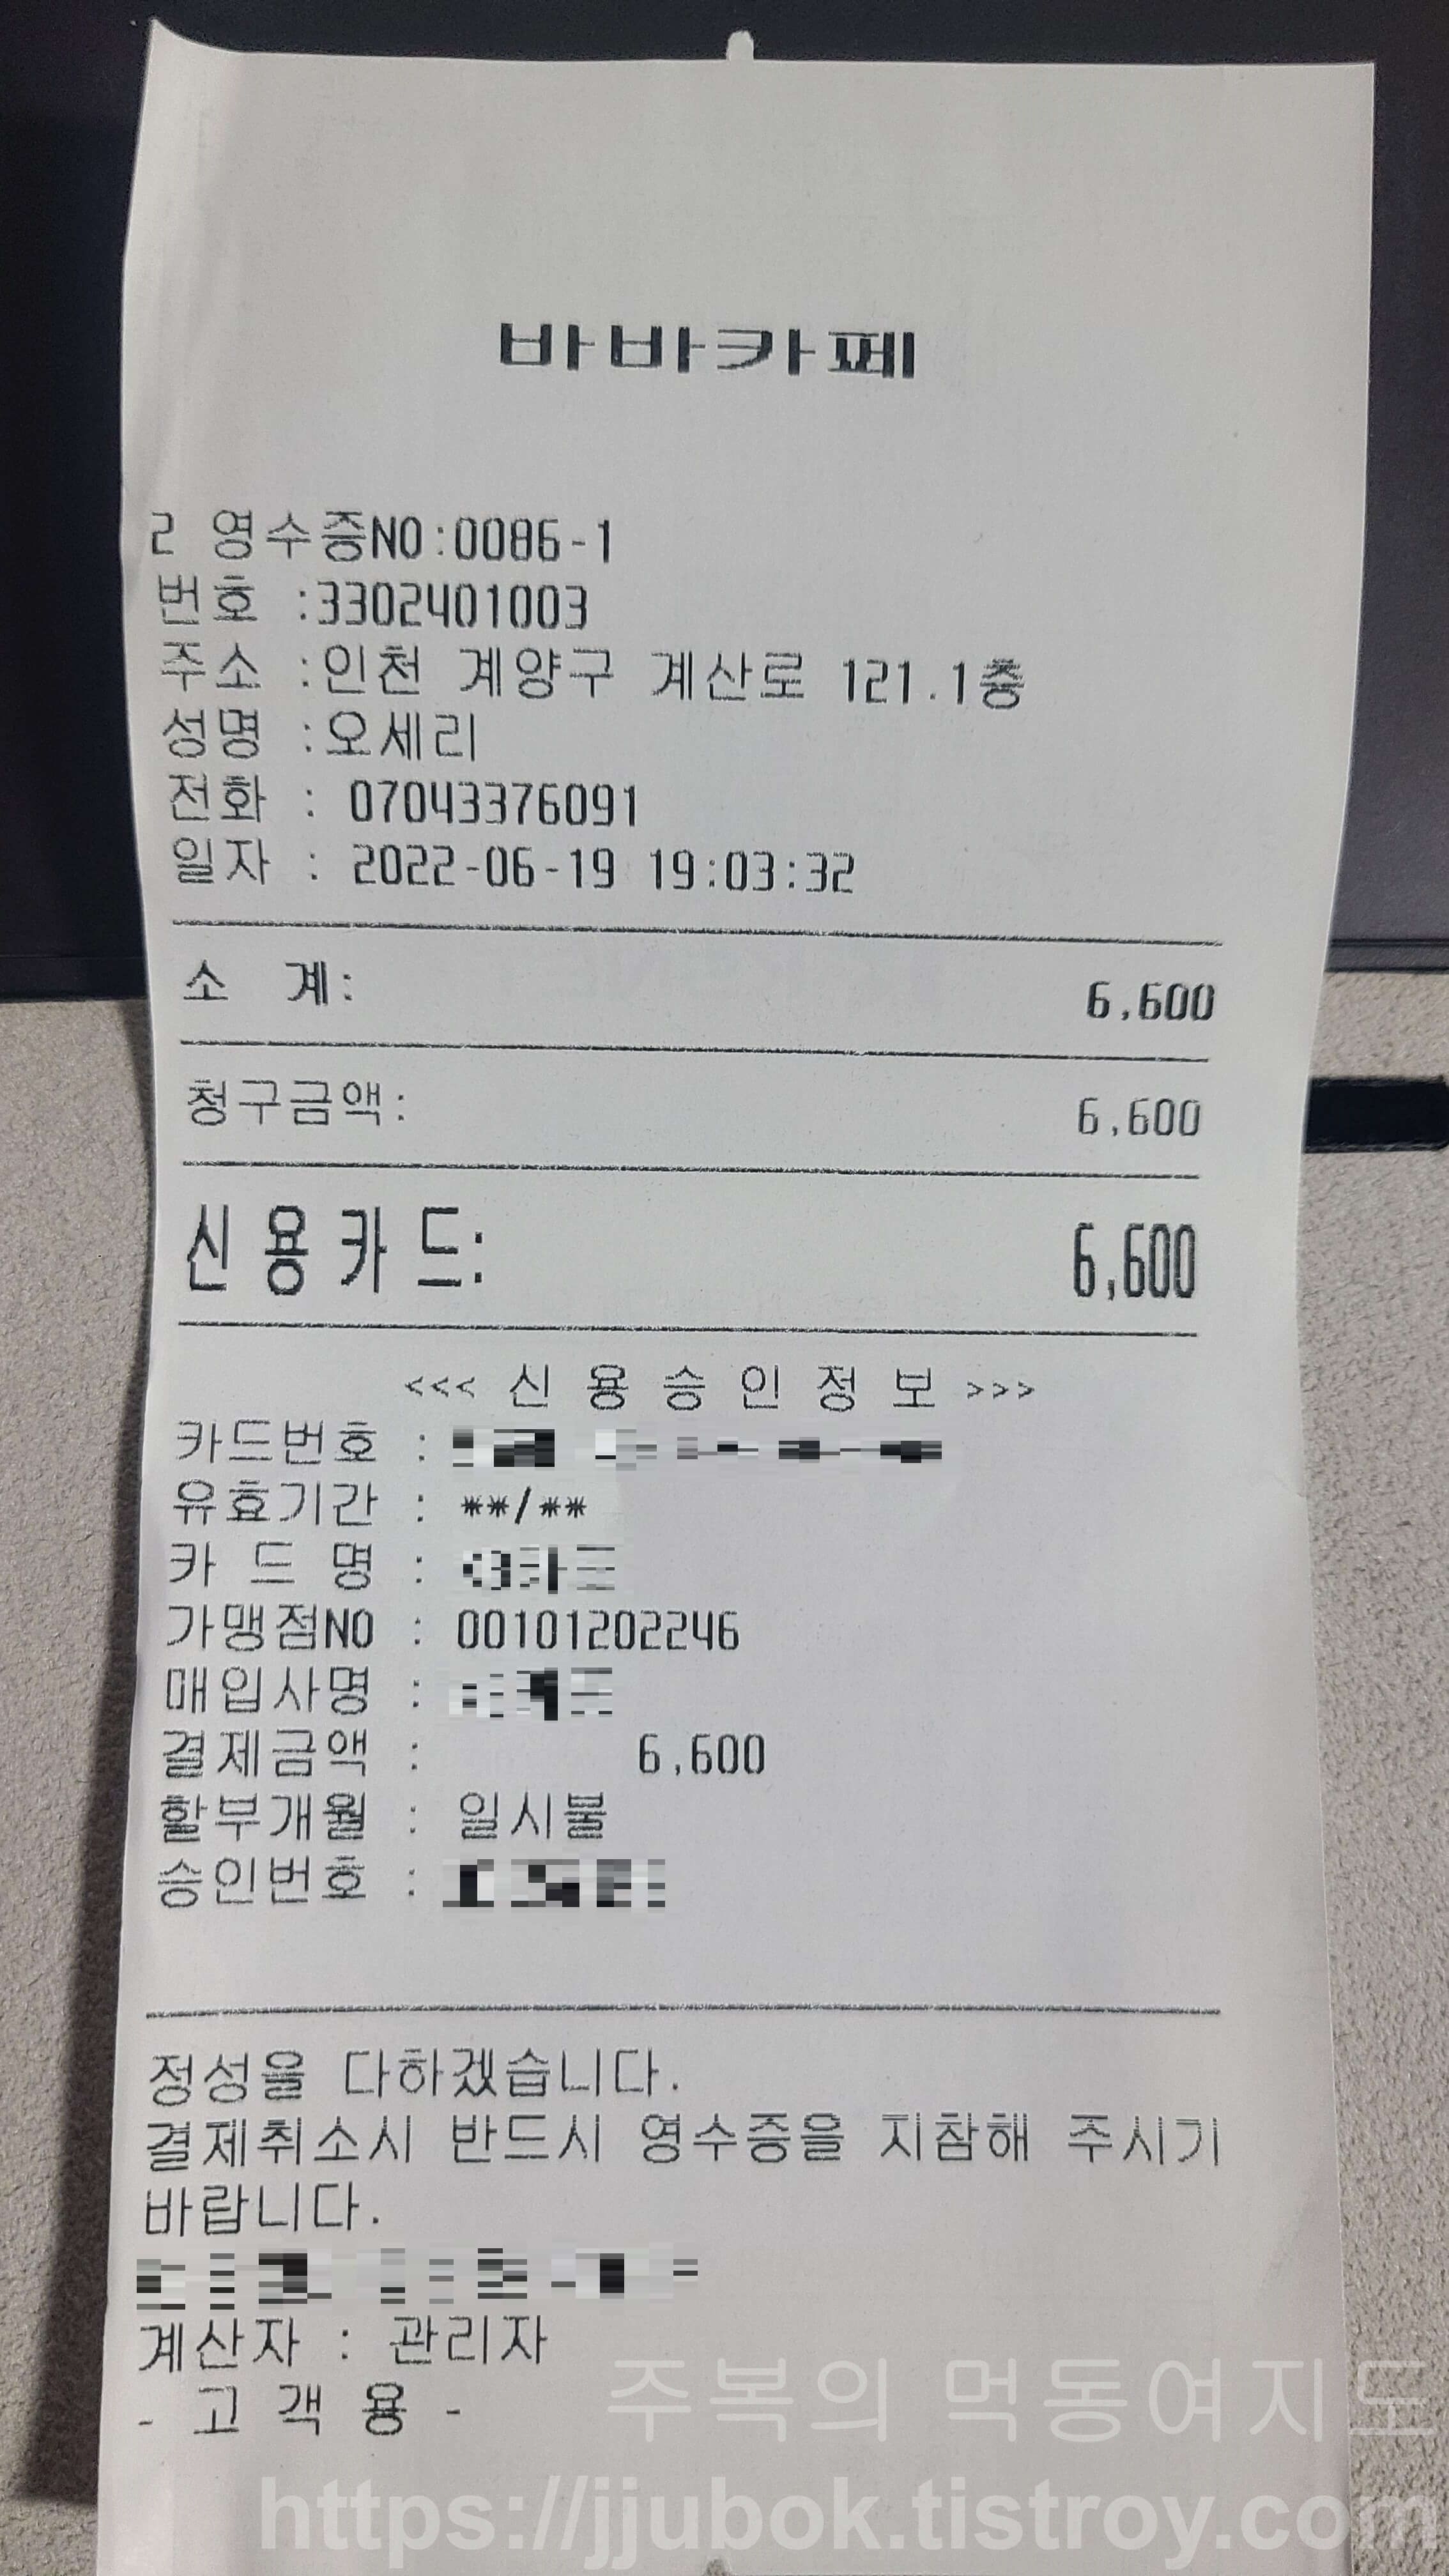 바바카페
2 영수증NO:0086-1
번호 :3302401003
주소 :인천 계양구 계산로 121.1층
성명 :오세리
전화 : 07043376091
일자 : 2022-06-19 19:03:32
소 계: 6,600
청구금액: 6,600
신용카드: 6,600
<<< 신 용 승 인 정 보 >>>
카드번호 :
유효기간 : **/**
카 드 명 :
가맹점NO : 00101202246
매입사명 :
결제금액 : 6,600
할부개월 : 일시불
승인번호 :
정성을 다하겠습니다.
결제취소시 반드시 영수증을 지참해 주시기
바랍니다.
계산자 : 관리자
- 고 객 용 -
주복의 먹동여지도
https://jjubok.tistroy.com